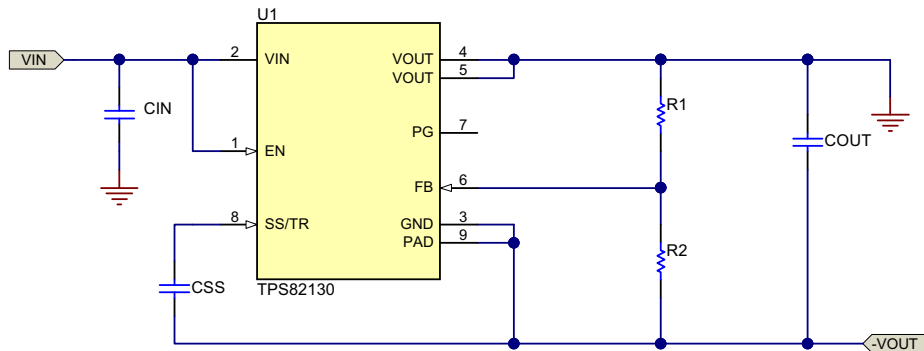 U1
VIN
2
VIN
VOUT
4
VOUT
5
CIN
R1
PG
7
COUT
1
EN
FB
6
8
SS/TR
GND
3
PAD
9
R2
CSS
TPS82130
-VOUT